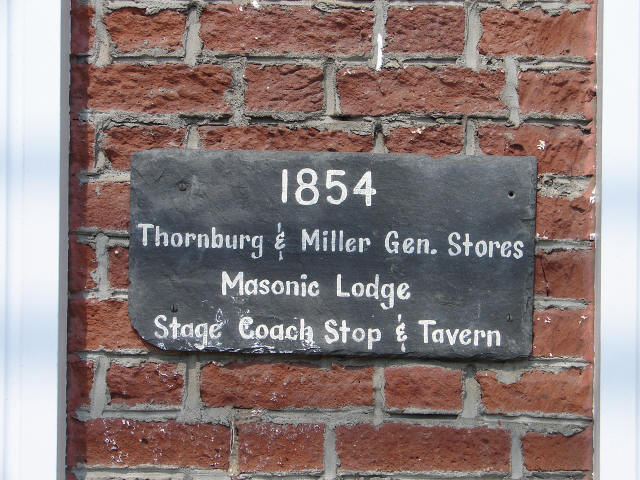 1854
Thornburg & Miller Gen. Stores
Masonic Lodge
Stage Coach Stop & Tavern